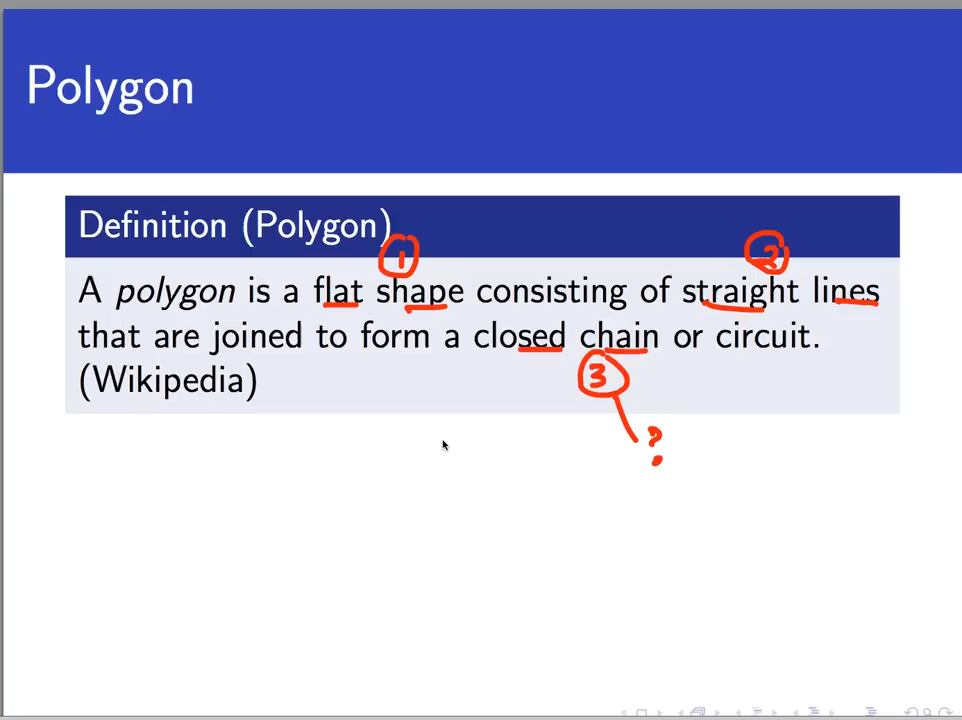 Polygon
Definition (Polygon)
1 2
A polygon is a flat shape consisting of straight lines
that are joined to form a closed chain or circuit.
(Wikipedia) 3
?